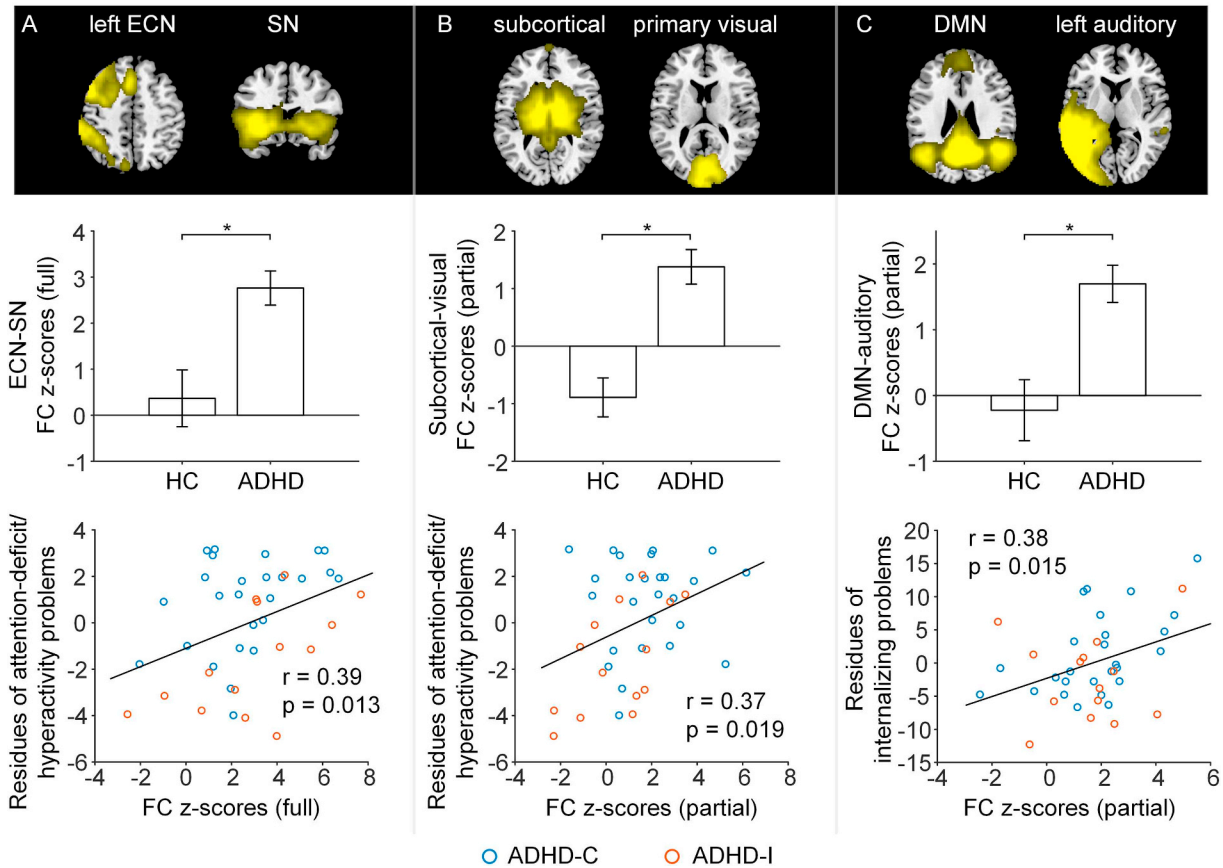 A left ECN SN
B subcortical primary visual
C DMN left auditory
ECN-SN
FC z-scores (full)
4
3
2
1
0
-1
*
HC ADHD
Subcortical-visual
FC z-scores (partial)
2
1
0
-1
-2
*
HC ADHD
DMN-auditory
FC z-scores (partial)
2
1
0
-1
*
HC ADHD
Residues of attention-deficit/
hyperactivity problems
4
2
0
-2
-4
-6
r = 0.39
p = 0.013
-4 0 2 4 6 8
FC z-scores (full)
Residues of attention-deficit/
hyperactivity problems
4
2
0
-2
-4
-6
r = 0.37
p = 0.019
-4 -2 0 2 4 6 8
FC z-scores (partial)
Residues of
internalizing problems
20
15
10
5
0
-5
-10
-15
r = 0.38
p = 0.015
-4 -2 0 2 4 6
FC z-scores (partial)
ADHD-C ADHD-I